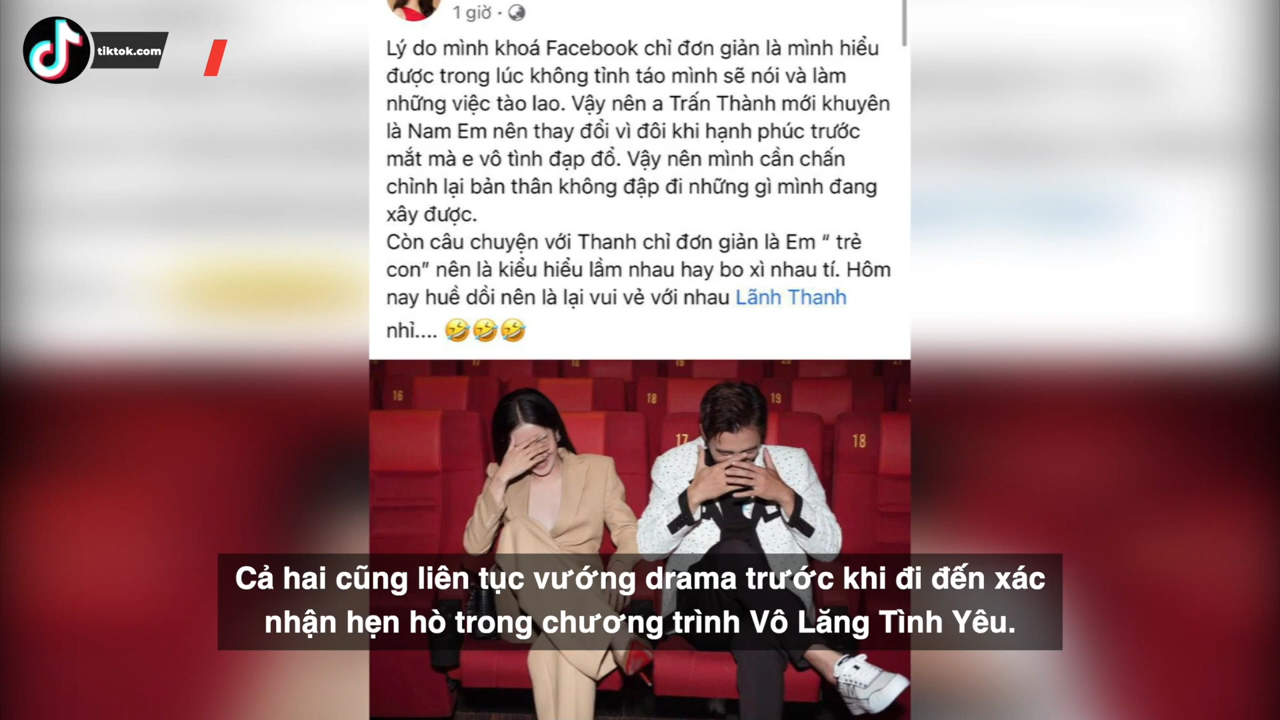 tiktok.com
1 giờ ·
Lý do mình khoá Facebook chỉ đơn giản là mình hiểu
được trong lúc không tỉnh táo mình sẽ nói và làm
những việc tào lao. Vậy nên a Trấn Thành mới khuyên
là Nam Em nên thay đổi vì đôi khi hạnh phúc trước
mắt mà e vô tình đạp đổ. Vậy nên mình cần chấn
chỉnh lại bản thân không đập đi những gì mình đang
xây được.
Còn câu chuyện với Thanh chỉ đơn giản là Em “ trẻ
con” nên là kiểu hiểu lầm nhau hay bo xì nhau tí. Hôm
nay huề dồi nên là lại vui vẻ với nhau Lãnh Thanh
nhỉ.... 🤣🤣🤣
16 18 19
17 18
Cả hai cũng liên tục vướng drama trước khi đi đến xác
nhận hẹn hò trong chương trình Vô Lăng Tình Yêu.